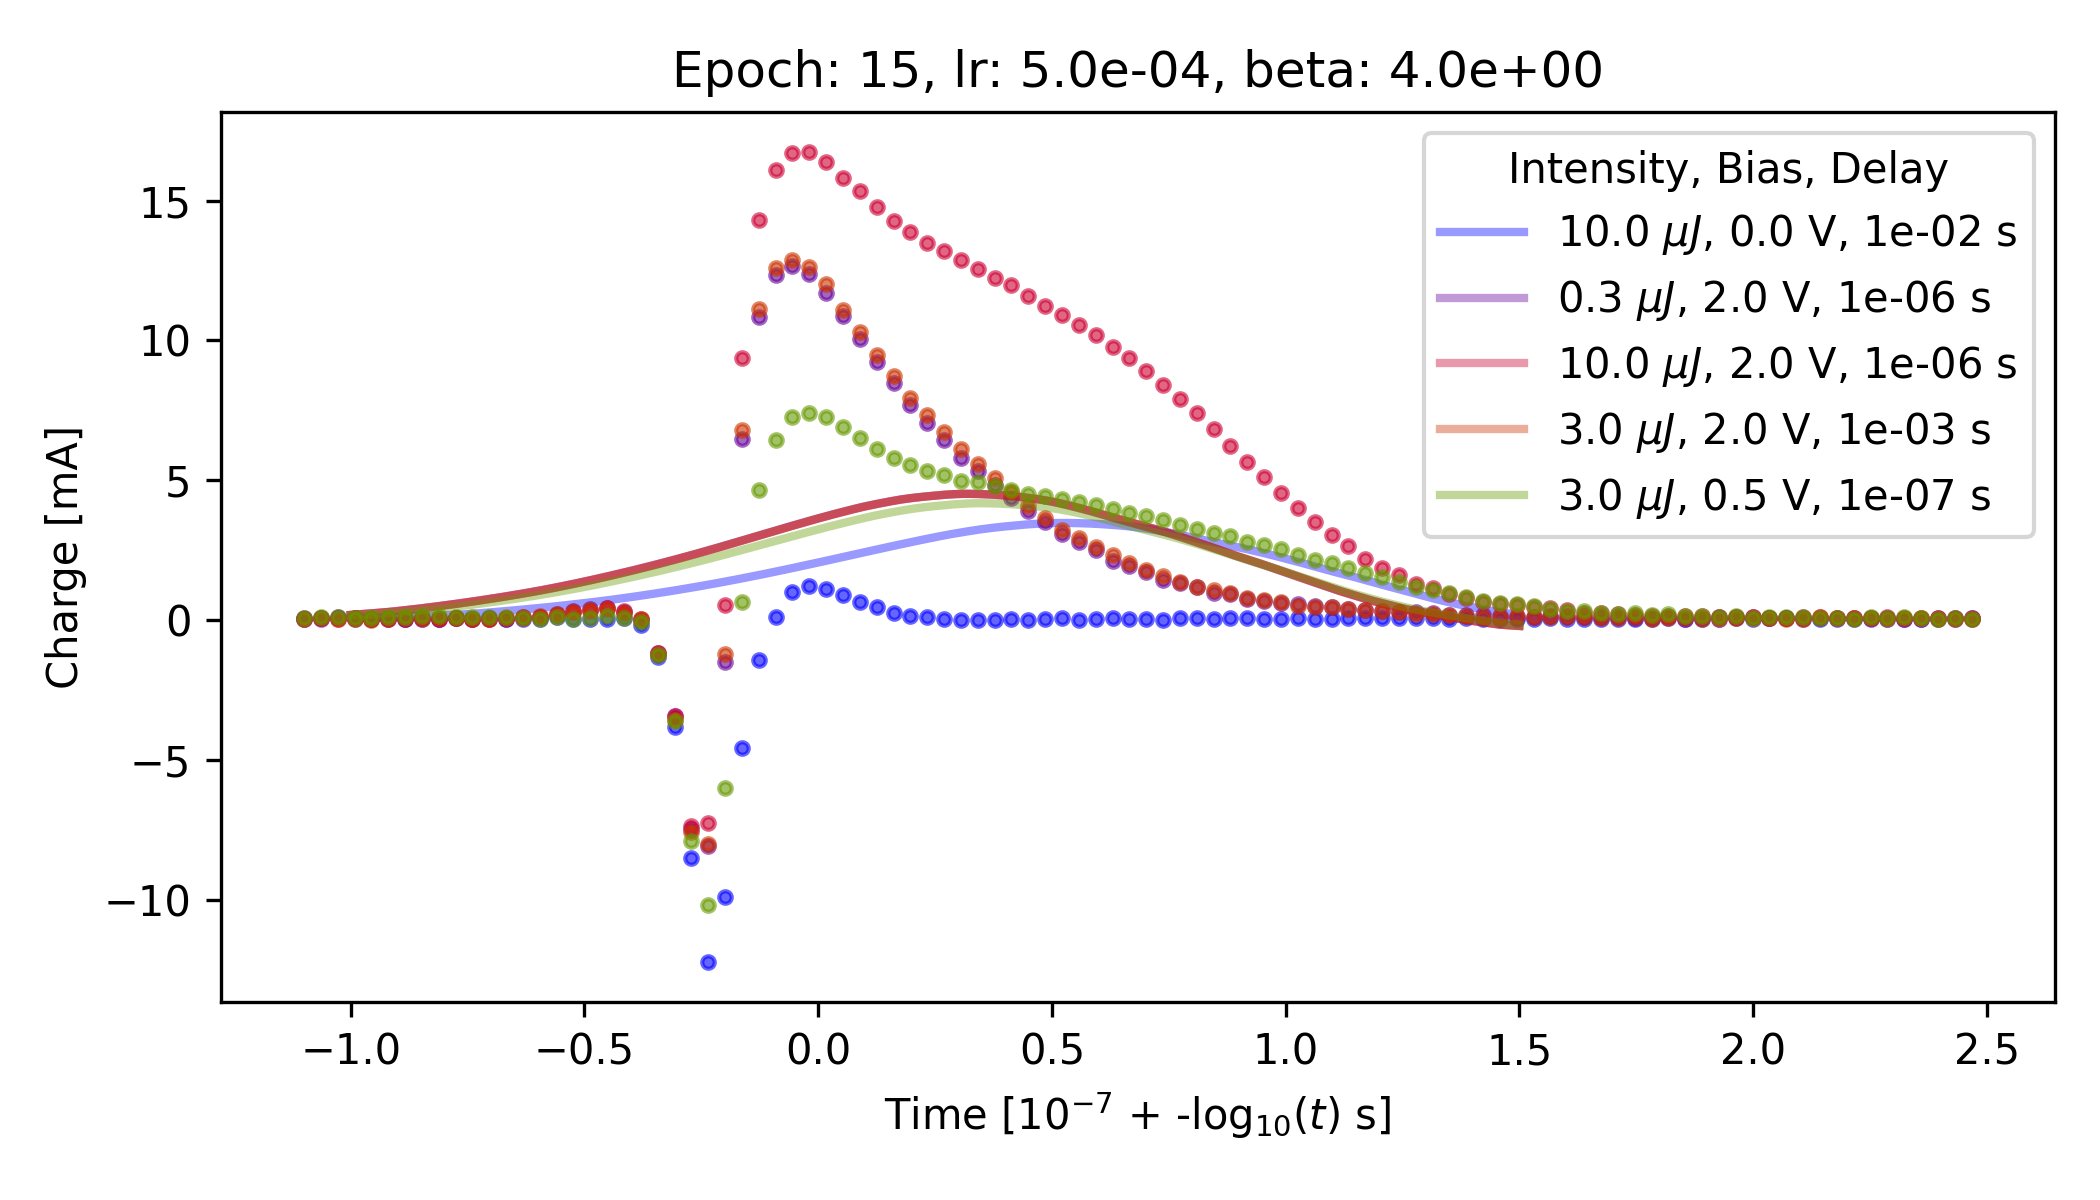 Epoch: 15, lr: 5.0e-04, beta: 4.0e+00
Intensity, Bias, Delay
10.0 μJ, 0.0 V, 1e-02 s
0.3 μJ, 2.0 V, 1e-06 s
10.0 μJ, 2.0 V, 1e-06 s
3.0 μJ, 2.0 V, 1e-03 s
3.0 μJ, 0.5 V, 1e-07 s
Charge [mA]
15
10
5
0
−5
−10
−1.0 −0.5 0.0 0.5 1.0 1.5 2.0 2.5
Time [10⁻⁷ + -log₁₀(t) s]